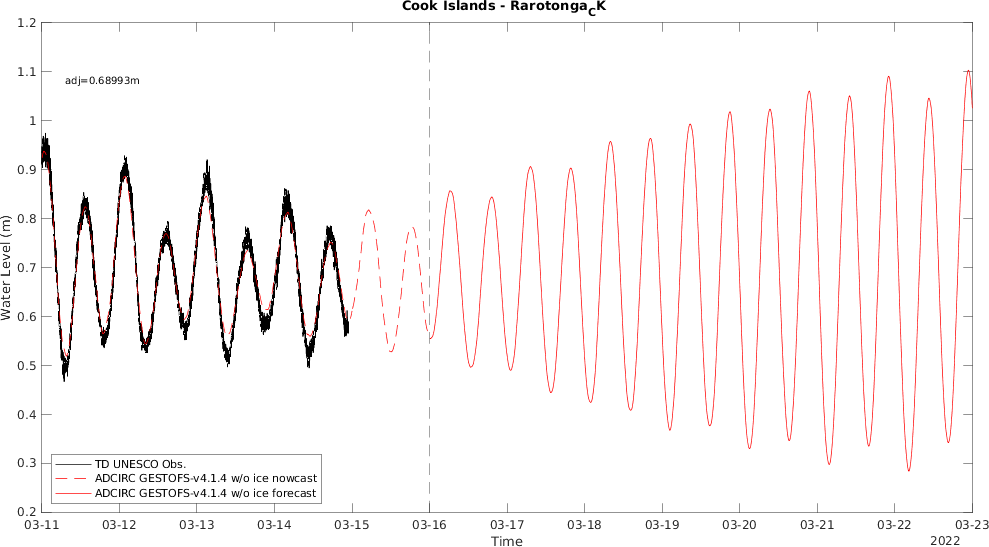 Cook Islands - Rarotonga_CK
adj=0.68993m
Water Level (m)
1.2
1.1
1
0.9
0.8
0.7
0.6
0.5
0.4
0.3
0.2
TD UNESCO Obs.
ADCIRC GESTOFS-v4.1.4 w/o ice nowcast
ADCIRC GESTOFS-v4.1.4 w/o ice forecast
03-11 03-12 03-13 03-14 03-15 03-16 03-17 03-18 03-19 03-20 03-21 03-22 03-23
Time
2022